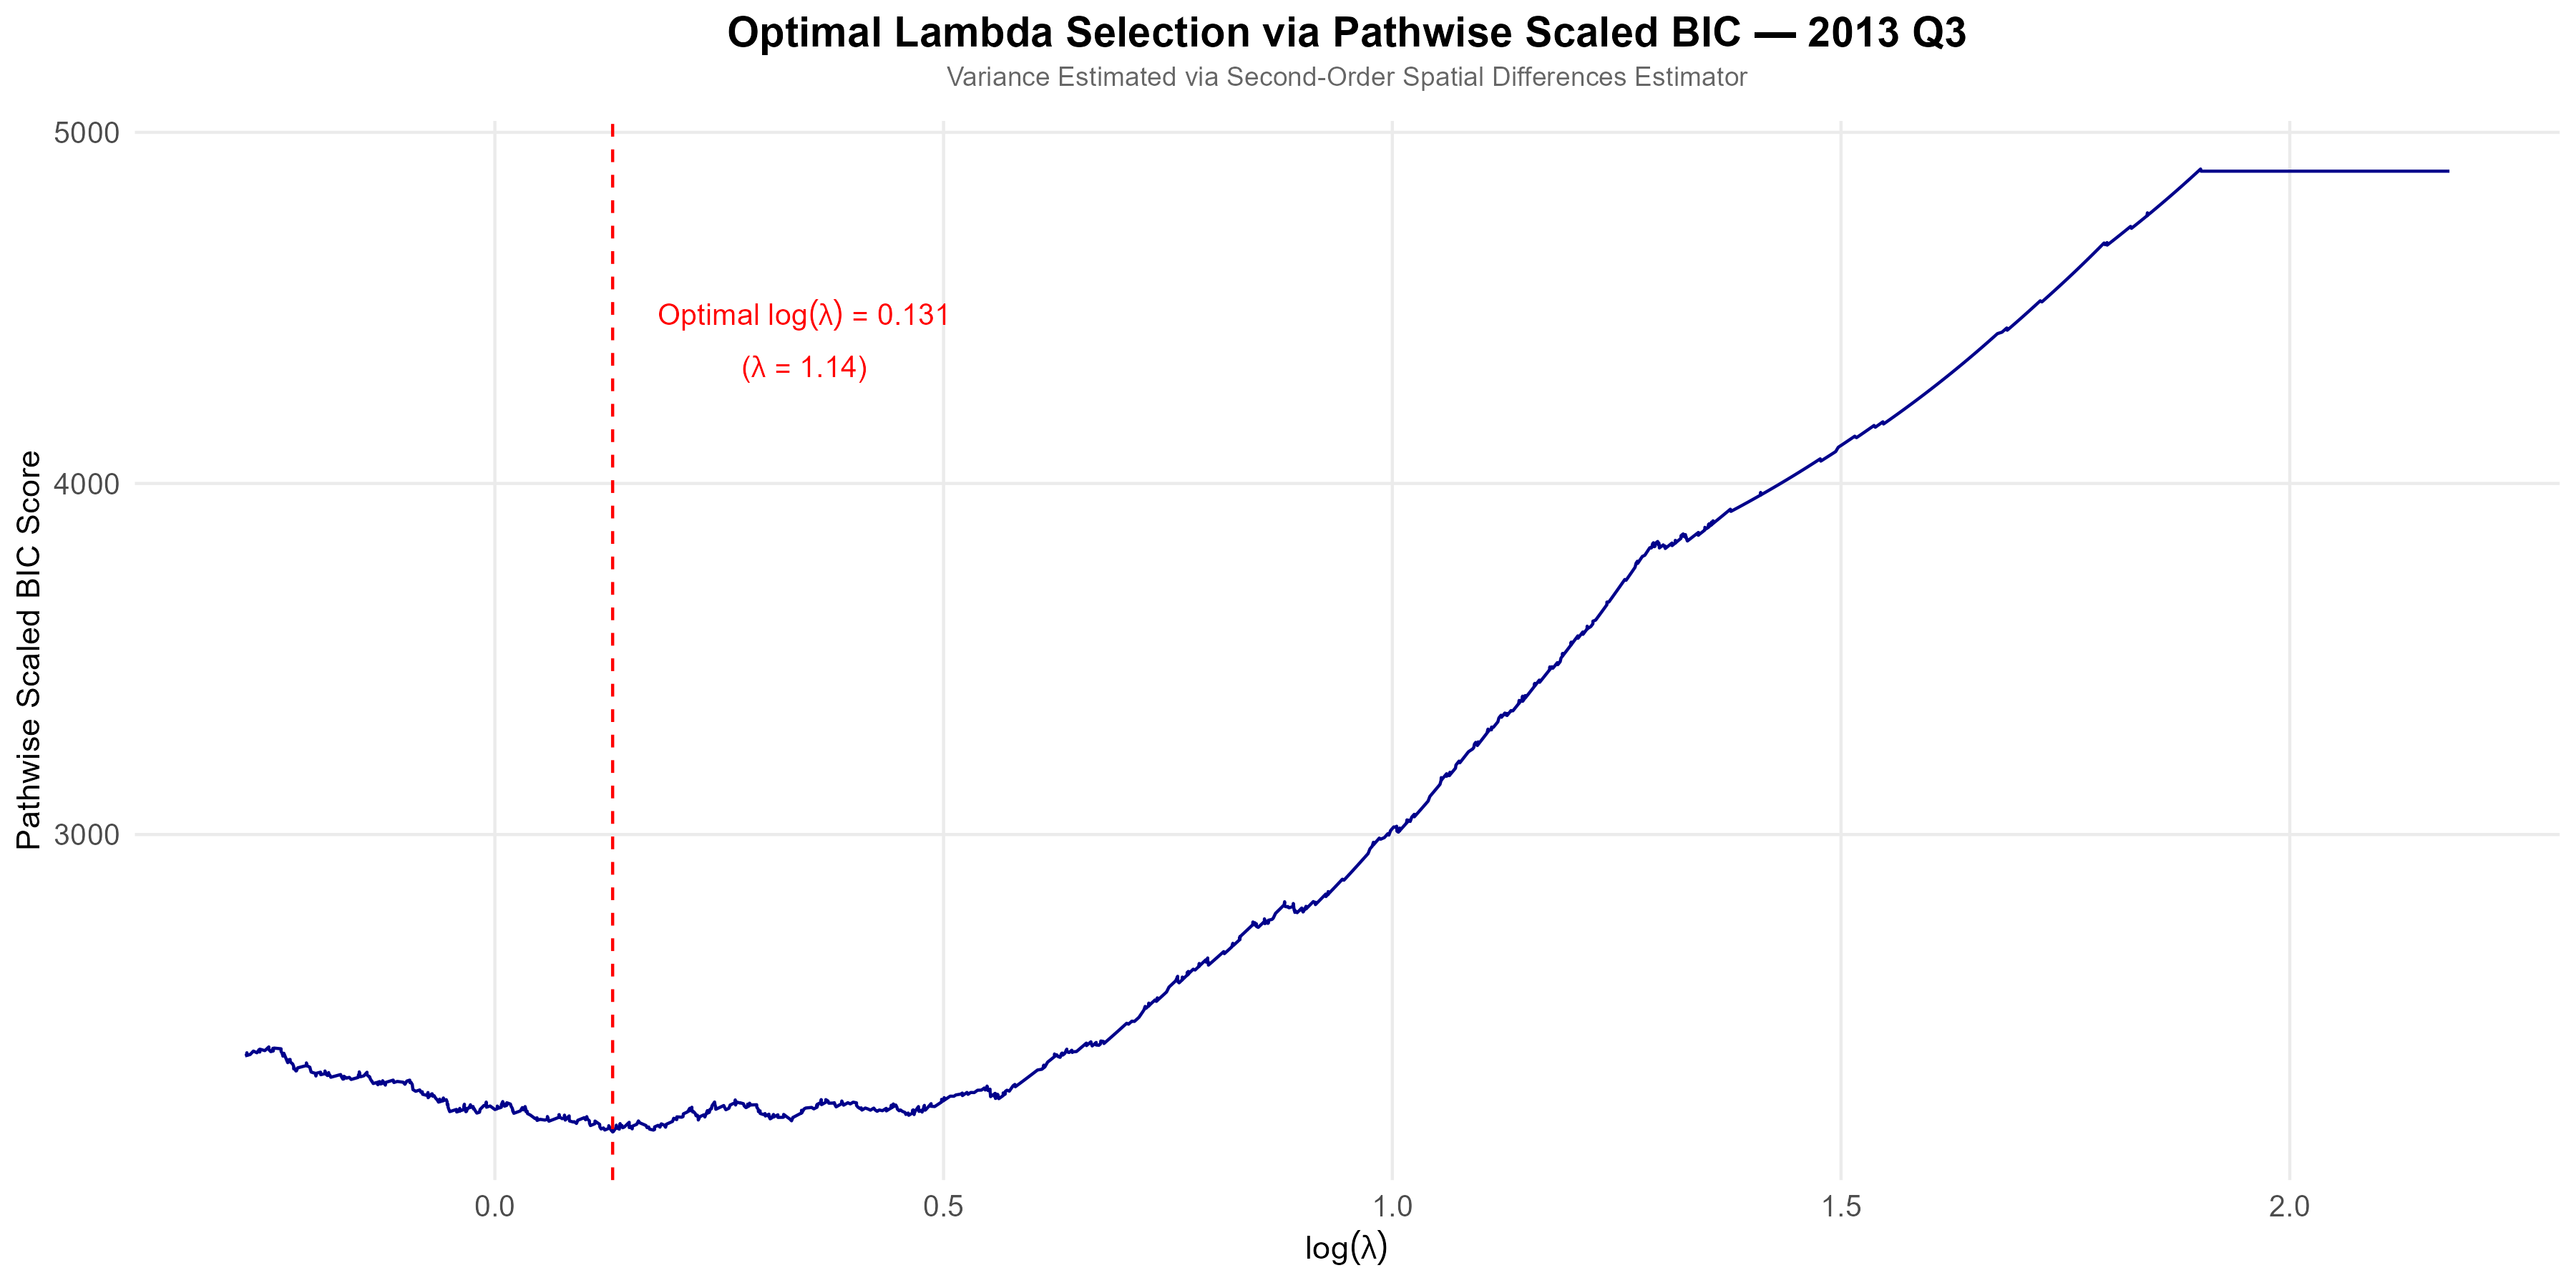 Optimal Lambda Selection via Pathwise Scaled BIC — 2013 Q3
Variance Estimated via Second-Order Spatial Differences Estimator
Pathwise Scaled BIC Score
5000
4000
3000
Optimal log(λ) = 0.131
(λ = 1.14)
0.0 0.5 1.0 1.5 2.0
log(λ)